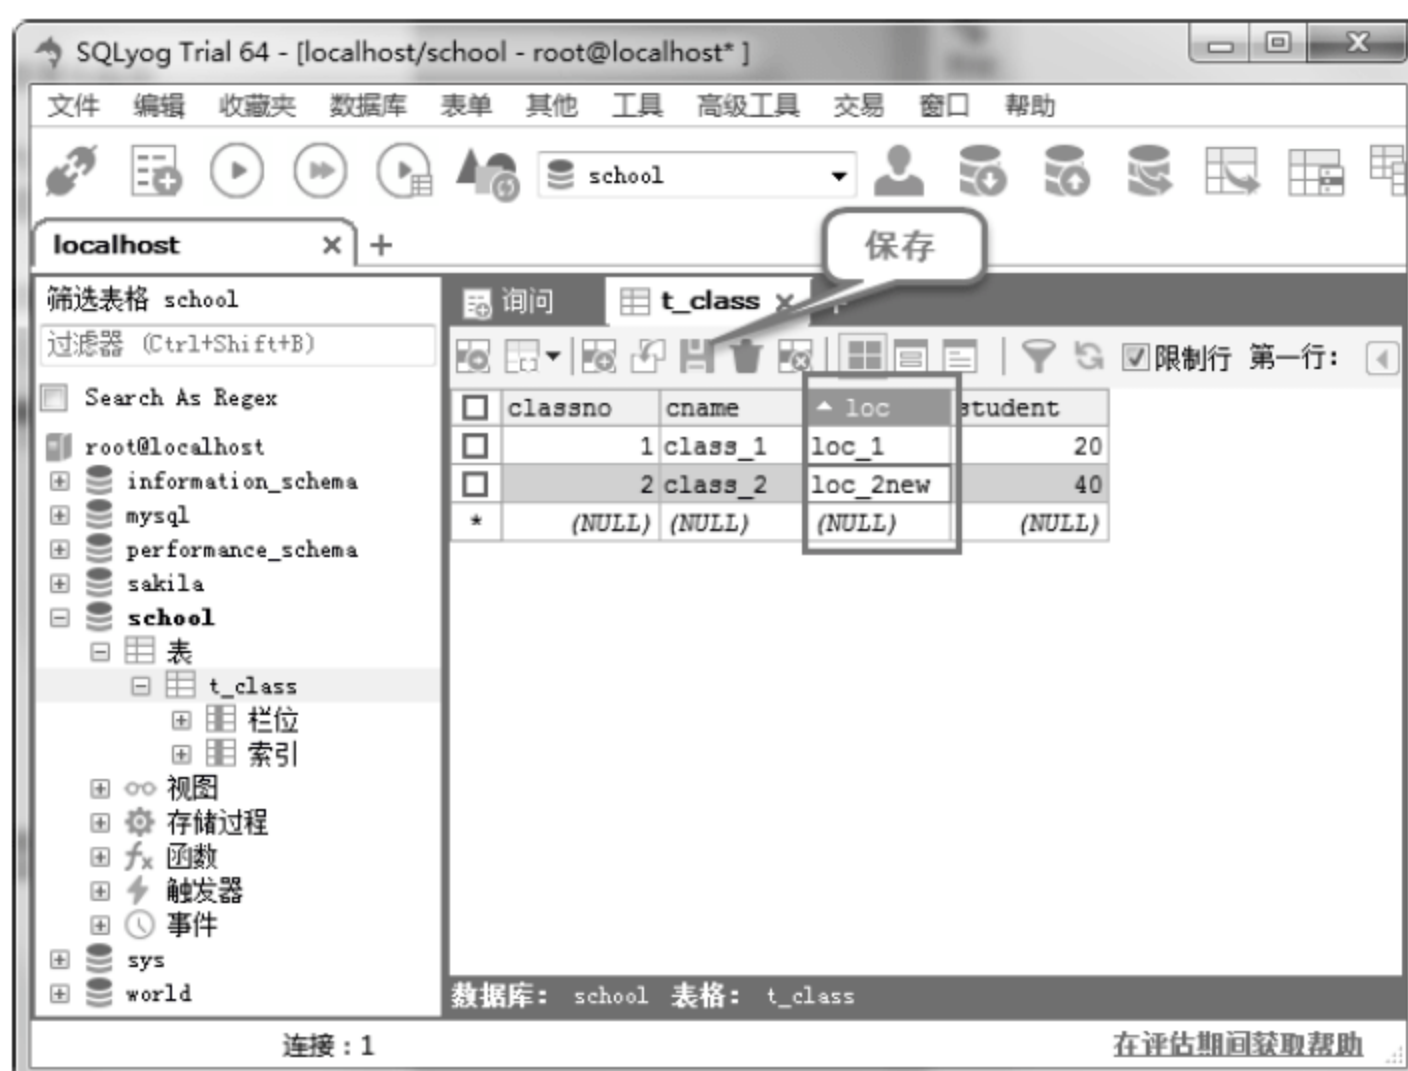 SQLyog Trial 64 - [localhost/school - root@localhost* ]
文件 编辑 收藏夹 数据库 表单 其他 工具 高级工具 交易 窗口 帮助
school
localhost
保存
筛选表格 school
过滤器 (Ctrl+Shift+B)
Search As Regex
root@localhost
information_schema
mysql
performance_schema
sakila
school
表
t_class
栏位
索引
视图
存储过程
函数
触发器
事件
sys
world
询问 t_class
限制行 第一行:
classno cname loc student
1 class_1 loc_1 20
2 class_2 loc_2new 40
* (NULL) (NULL) (NULL) (NULL)
数据库: school 表格: t_class
连接:1 在评估期间获取帮助